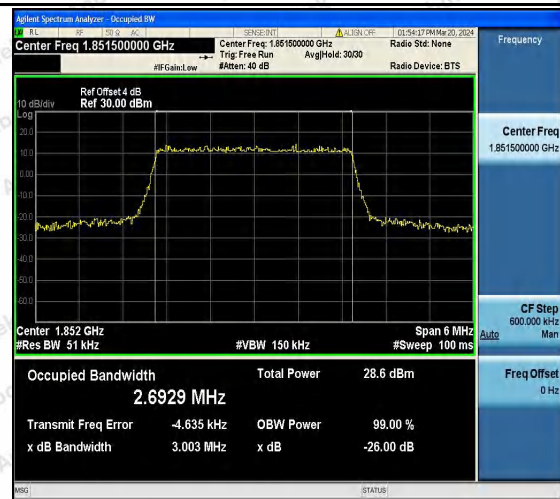 Agilent Spectrum Analyzer - Occupied BW
RL RF 50 Ω AC SENSE:INT ALIGN OFF 01:54:17 PM Mar 20, 2024
Center Freq 1.851500000 GHz
Center Freq: 1.851500000 GHz
Radio Std: None
Trig: Free Run Avg|Hold: 30/30
#IFGain:Low #Atten: 40 dB Radio Device: BTS
Frequency
Ref Offset 4 dB
10 dB/div Ref 30.00 dBm
Log
20.0
10.0
0.00
-10.0
-20.0
-30.0
-40.0
-50.0
-60.0
Center Freq
1.851500000 GHz
Center 1.852 GHz Span 6 MHz
#Res BW 51 kHz #VBW 150 kHz #Sweep 100 ms
CF Step
600.000 kHz
Auto Man
Occupied Bandwidth Total Power 28.6 dBm
2.6929 MHz
Transmit Freq Error -4.635 kHz OBW Power 99.00 %
x dB Bandwidth 3.003 MHz x dB -26.00 dB
Freq Offset
0 Hz
MSG STATUS